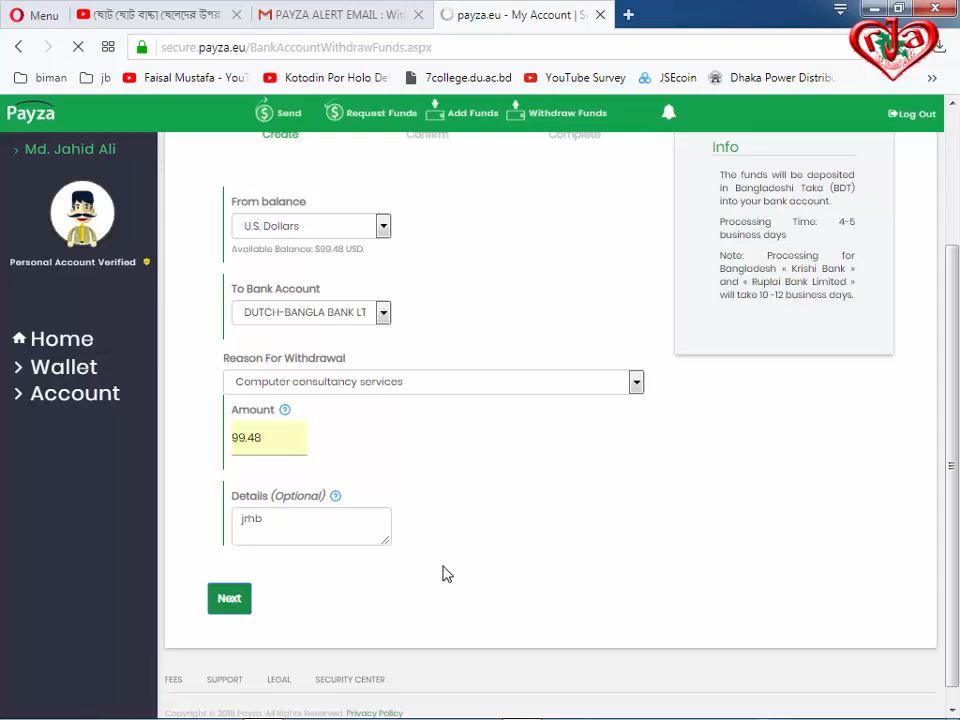 Menu
ছোট ছোট বাচ্চা ছেলেদের উপর
PAYZA ALERT EMAIL : Wit
payza.eu - My Account | S
secure.payza.eu/BankAccountWithdrawFunds.aspx
biman
jb
Faisal Mustafa - You
Kotodin Por Holo De
7college.du.ac.bd
YouTube Survey
JSEcoin
Dhaka Power Distrib
Payza
Send
Request Funds
Add Funds
Withdraw Funds
Log Out
Md. Jahid Ali
Personal Account Verified
Home
Wallet
Account
Create
Confirm
Complete
From balance
U.S. Dollars
Available Balance: $99.48 USD
To Bank Account
DUTCH-BANGLA BANK LT
Reason For Withdrawal
Computer consultancy services
Amount
99.48
Details (Optional)
jrhb
Next
Info
The funds will be deposited
in Bangladeshi Taka (BDT)
into your bank account.
Processing Time: 4-5
business days
Note: Processing for
Bangladesh « Krishi Bank »
and « Ruplai Bank Limited »
will take 10 -12 business days.
FEES
SUPPORT
LEGAL
SECURITY CENTER
Copyright © 2018 Payza. All Rights Reserved. Privacy Policy